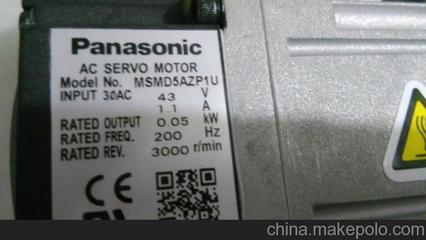 Panasonic
AC SERVO MOTOR
Model No. MSMD5AZP1U
INPUT 3ØAC 43 V
1.1 A
RATED OUTPUT 0.05 kW
RATED FREQ. 200 Hz
RATED REV. 3000 r/min
CE
china.makepolo.com